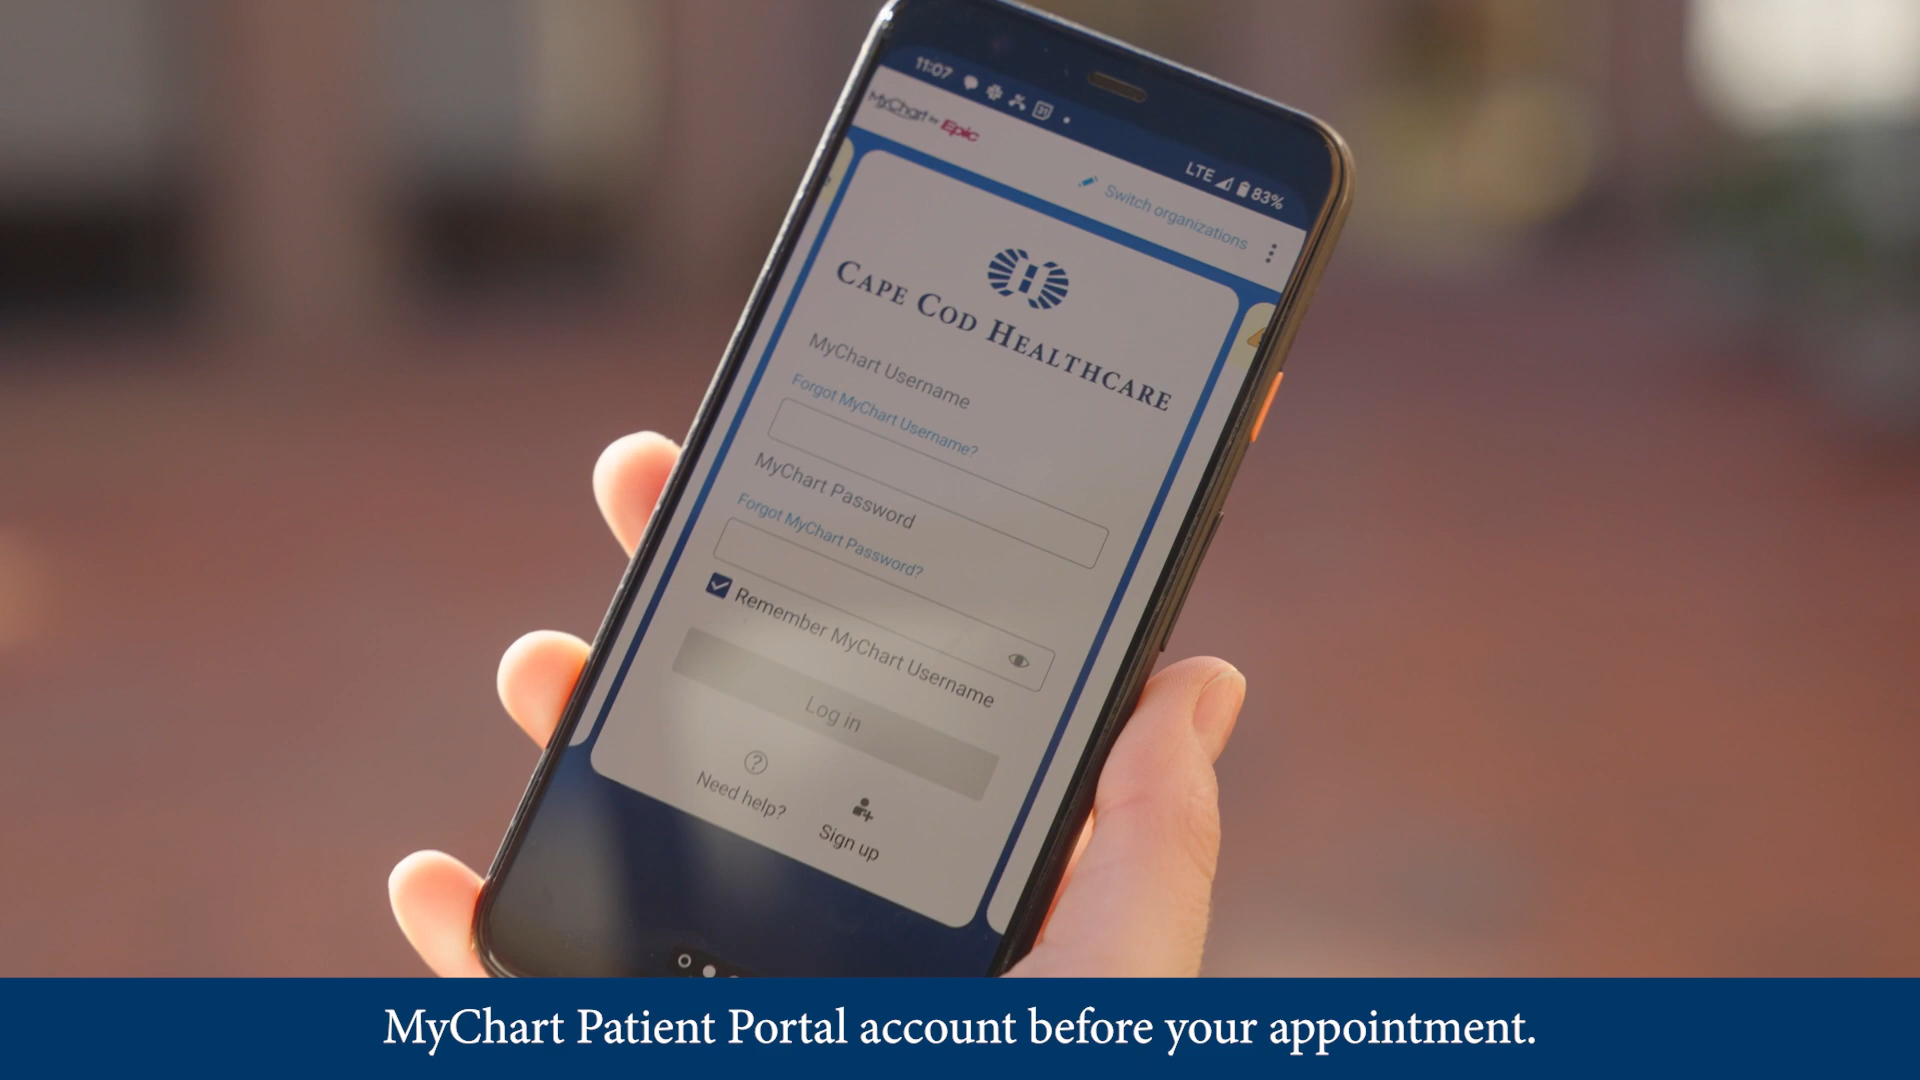 11:07
31
LTE 83%
MyChart by Epic
Switch organizations
CAPE COD HEALTHCARE
MyChart Username
Forgot MyChart Username?
MyChart Password
Forgot MyChart Password?
Remember MyChart Username
Log in
Need help?
Sign up
MyChart Patient Portal account before your appointment.